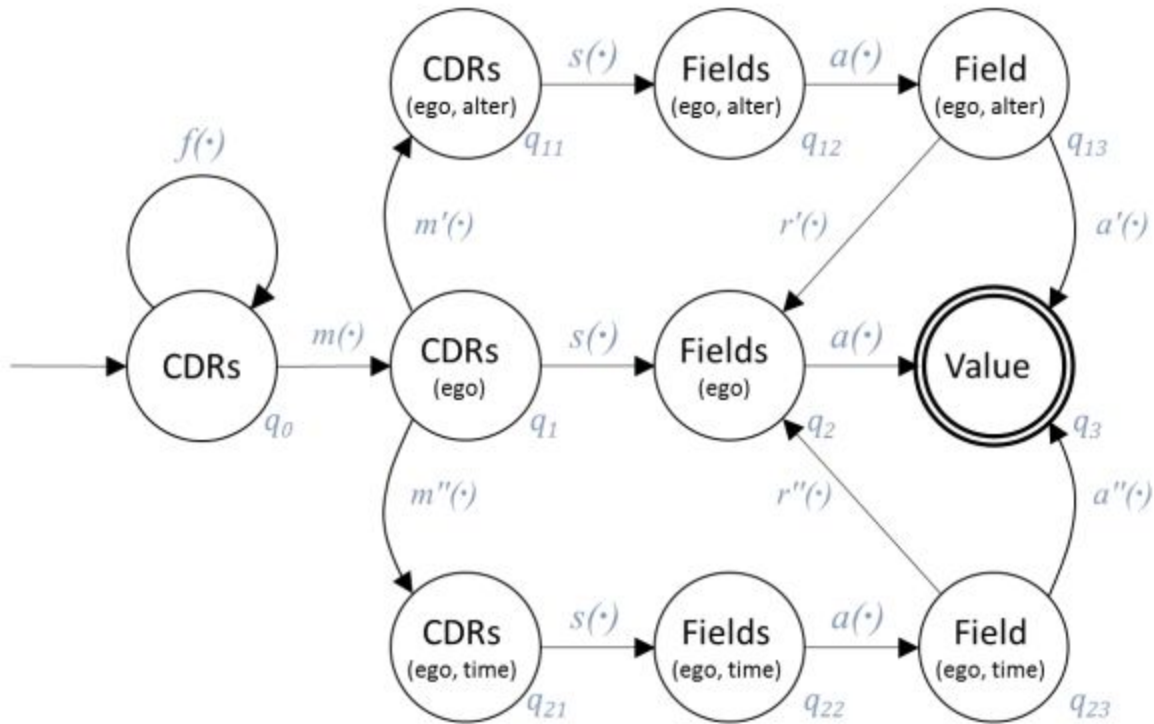 CDRs
(ego, alter)
q11
s(·)
Fields
(ego, alter)
q12
a(·)
Field
(ego, alter)
q13
f(·)
m'(·)
r'(·)
a'(·)
CDRs
q0
m(·)
CDRs
(ego)
q1
s(·)
Fields
(ego)
q2
a(·)
Value
q3
m''(·)
r''(·)
a''(·)
CDRs
(ego, time)
q21
s(·)
Fields
(ego, time)
q22
a(·)
Field
(ego, time)
q23